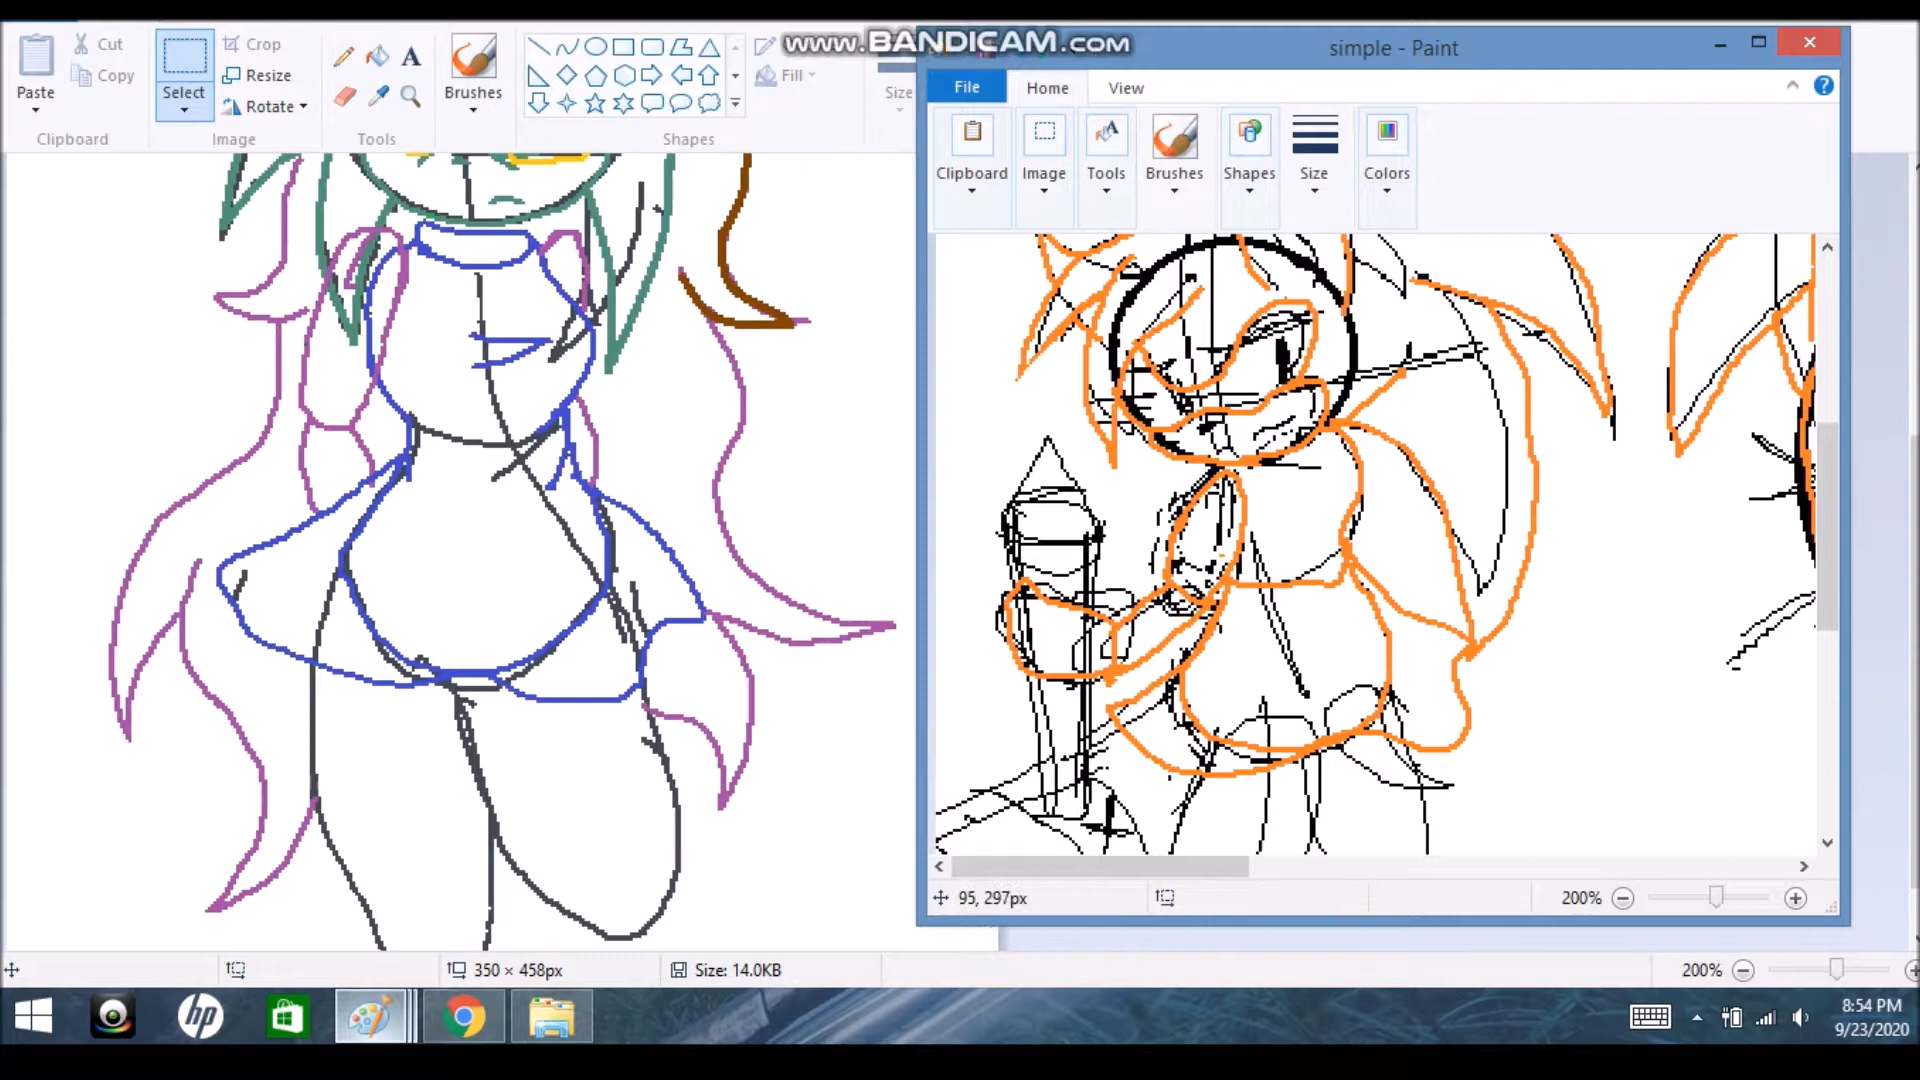 www.BANDICAM.com
Cut
Copy
Paste
Clipboard
Select
Crop
Resize
Rotate
Image
A
Tools
Brushes
Shapes
Fill
Size
simple - Paint
File
Home
View
Clipboard
Image
Tools
Brushes
Shapes
Size
Colors
95, 297px
200%
350 × 458px
Size: 14.0KB
200%
hp
8:54 PM
9/23/2020